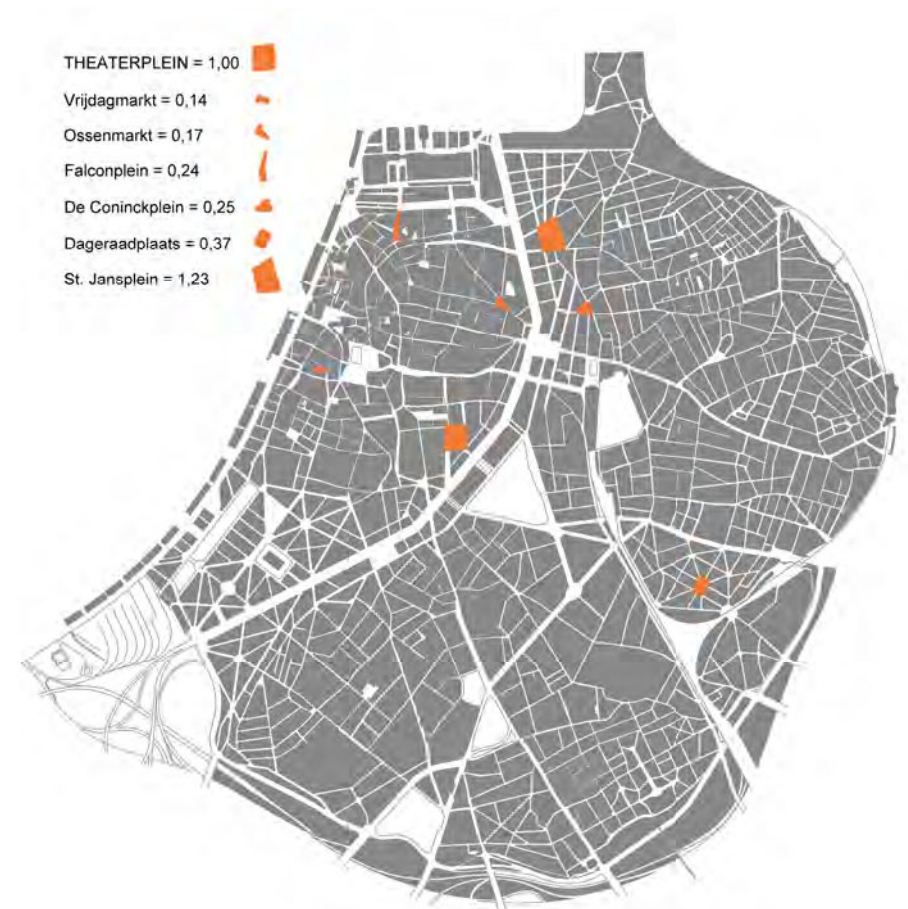 THEATERPLEIN = 1,00
Vrijdagmarkt = 0,14
Ossenmarkt = 0,17
Falconplein = 0,24
De Coninckplein = 0,25
Dageraadplaats = 0,37
St. Jansplein = 1,23